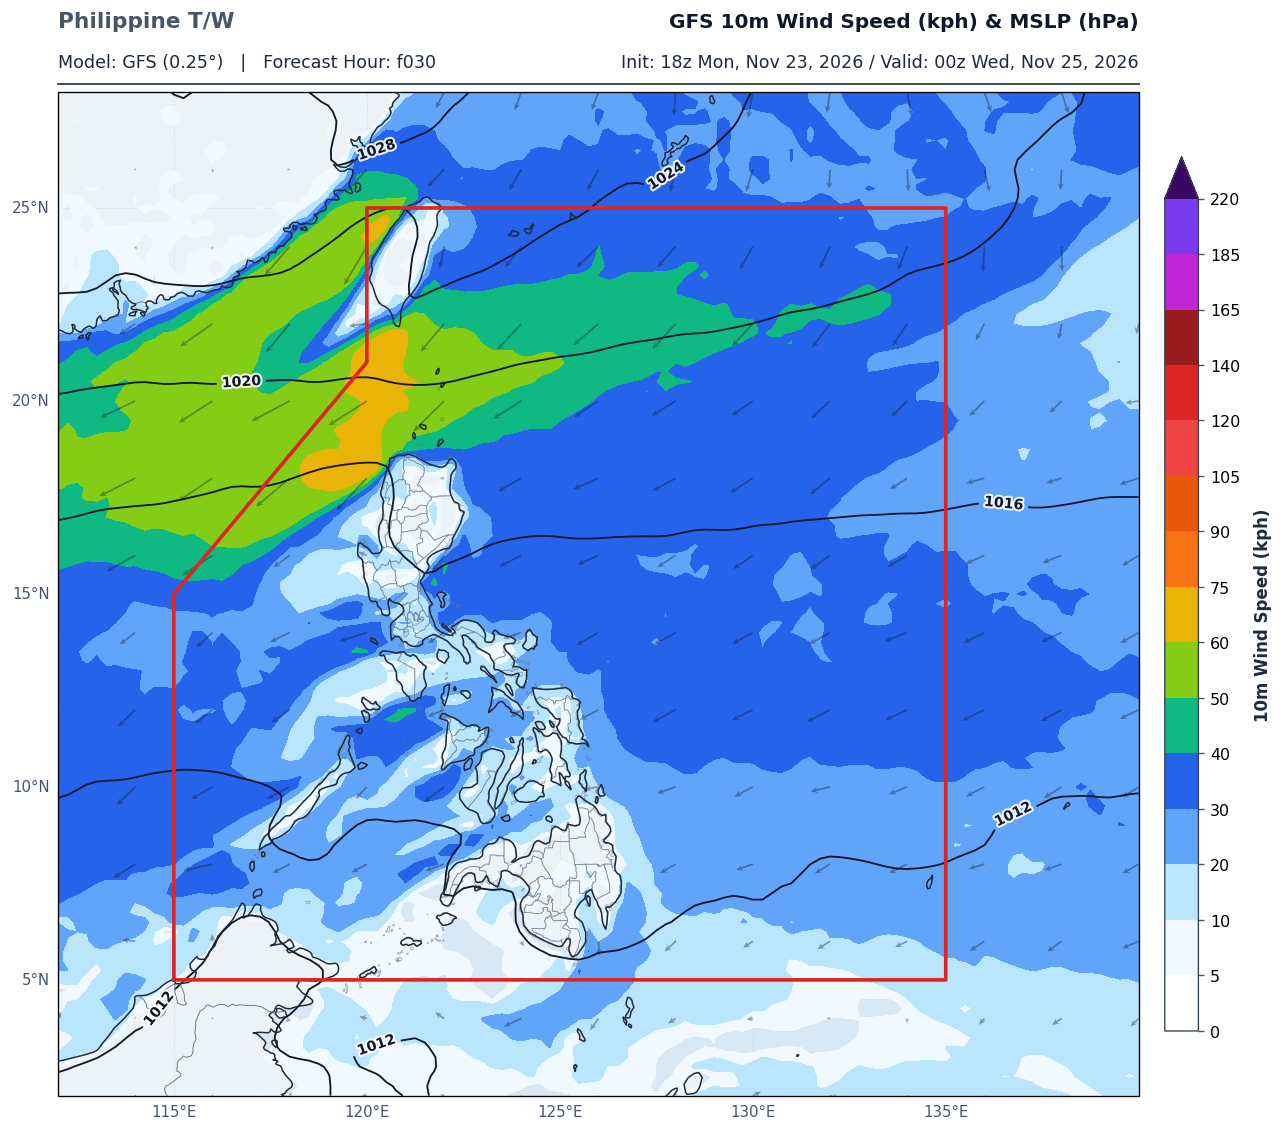 Philippine T/W
GFS 10m Wind Speed (kph) & MSLP (hPa)
Model: GFS (0.25°) | Forecast Hour: f030
Init: 18z Mon, Nov 23, 2026 / Valid: 00z Wed, Nov 25, 2026
1028
1024
1020
1016
1012
1012
1012
25°N
20°N
15°N
10°N
5°N
115°E
120°E
125°E
130°E
135°E
220
185
165
140
120
105
90
75
60
50
40
30
20
10
5
0
10m Wind Speed (kph)